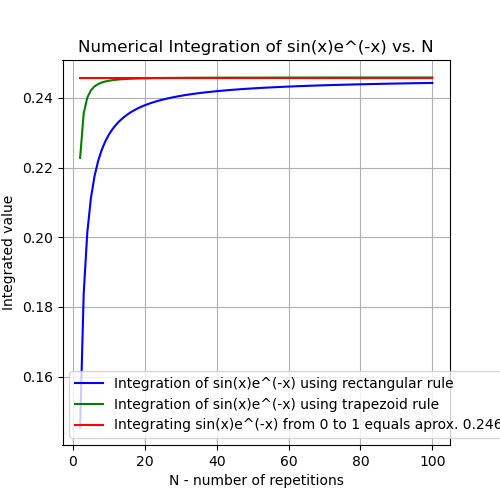 Numerical Integration of sin(x)e^(-x) vs. N
Integrated value
0.24
0.22
0.20
0.18
0.16
Integration of sin(x)e^(-x) using rectangular rule
Integration of sin(x)e^(-x) using trapezoid rule
Integrating sin(x)e^(-x) from 0 to 1 equals aprox. 0.246
0 20 40 60 80 100
N - number of repetitions